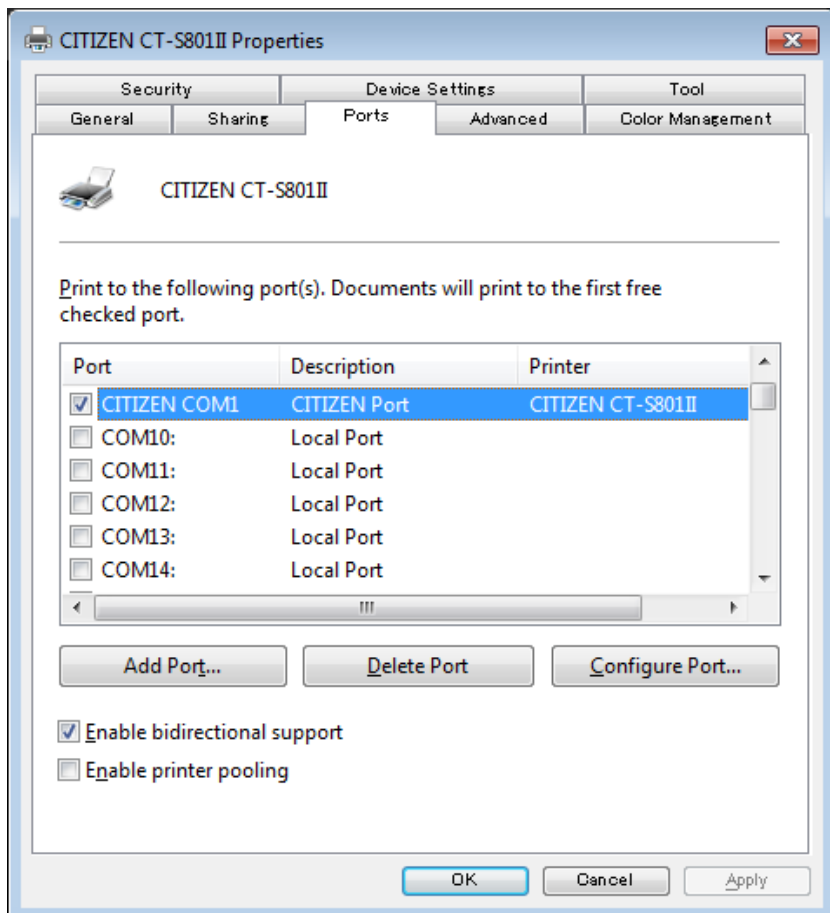 CITIZEN CT-S801II Properties
Security Device Settings Tool
General Sharing Ports Advanced Color Management
CITIZEN CT-S801II
Print to the following port(s). Documents will print to the first free
checked port.
Port Description Printer
CITIZEN COM1 CITIZEN Port CITIZEN CT-S801II
COM10: Local Port
COM11: Local Port
COM12: Local Port
COM13: Local Port
COM14: Local Port
Add Port... Delete Port Configure Port...
Enable bidirectional support
Enable printer pooling
OK Cancel Apply